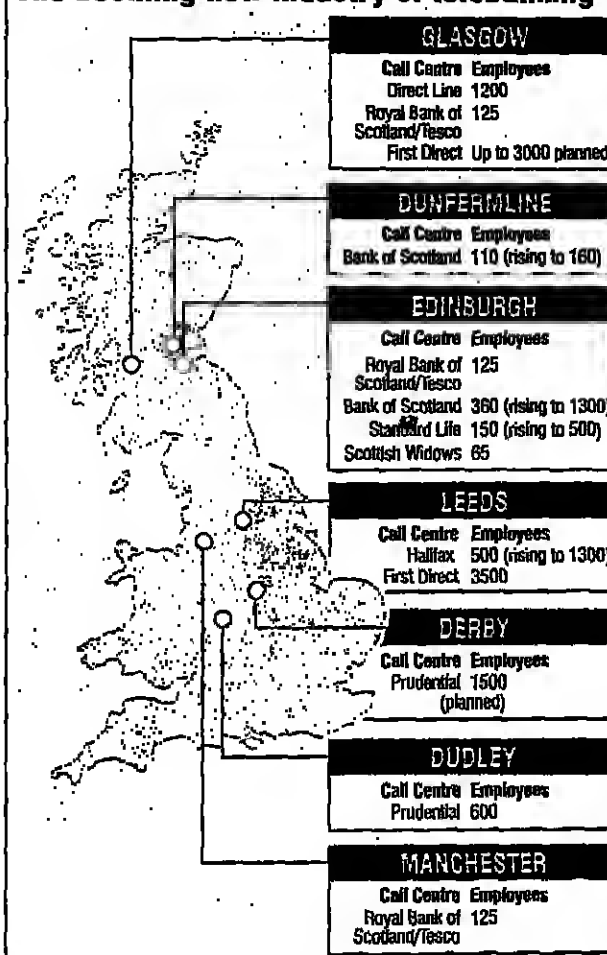 GLASGOW
Call Centre Employees
Direct Line 1200
Royal Bank of 125
Scotland/Tesco
First Direct Up to 3000 planned
DUNFERMLINE
Call Centre Employees
Bank of Scotland 110 (rising to 160)
EDINBURGH
Call Centre Employees
Royal Bank of 125
Scotland/Tesco
Bank of Scotland 360 (rising to 1300)
Standard Life 150 (rising to 500)
Scottish Widows 65
LEEDS
Call Centre Employees
Halifax 500 (rising to 1300)
First Direct 3500
DERBY
Call Centre Employees
Prudential 1500
(planned)
DUDLEY
Call Centre Employees
Prudential 600
MANCHESTER
Call Centre Employees
Royal Bank of 125
Scotland/Tesco